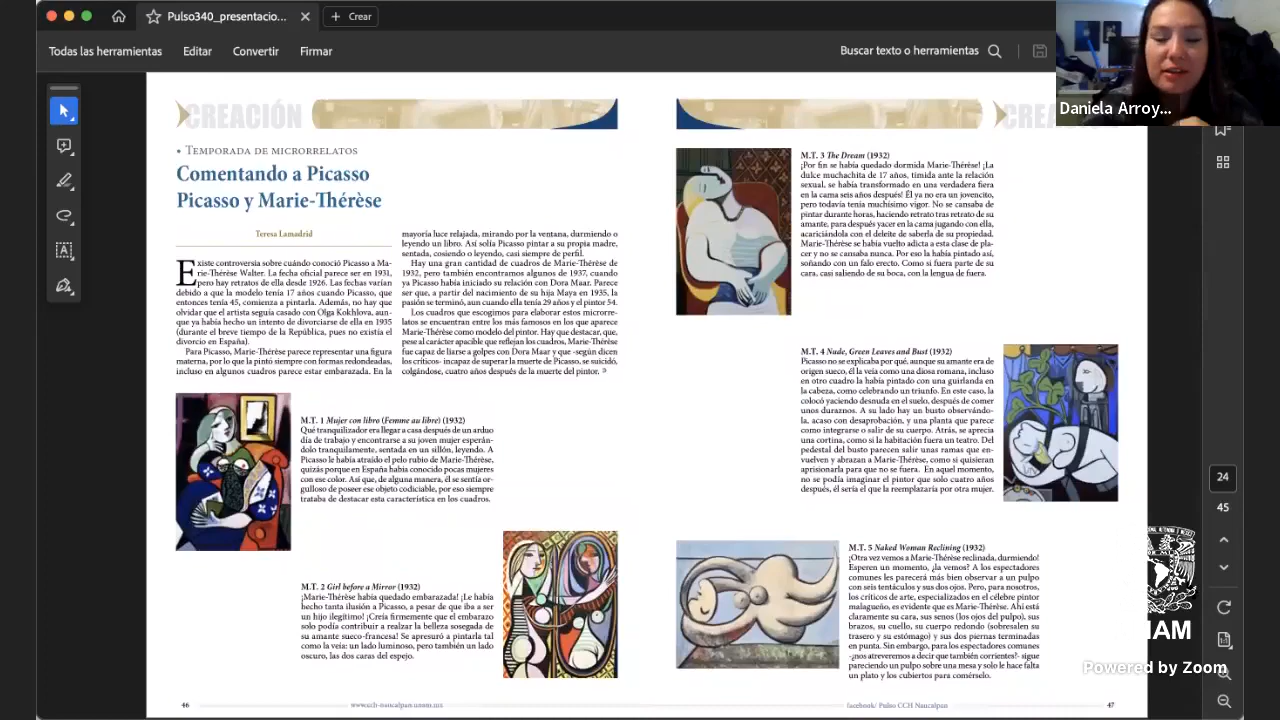 Pulso340_presentacio...
Crear
Todas las herramientas
Editar
Convertir
Firmar
Buscar texto o herramientas
Daniela Arroy...
CREACIÓN
• Temporada de microrrelatos
Comentando a Picasso
Picasso y Marie-Thérèse
Teresa Lamadrid
Existe controversia sobre cuándo conoció Picasso a Ma-
rie-Thérèse Walter. La fecha oficial parece ser en 1931,
pero hay retratos de ella desde 1926. Las fechas varían
debido a que la modelo tenía 17 años cuando Picasso, que
entonces tenía 45, comienza a pintarla. Además, no hay que
olvidar que el artista seguía casado con Olga Kokhlova, aun-
que ya había hecho un intento de divorciarse de ella en 1935
(durante el breve tiempo de la República, pues no existía el
divorcio en España).
Para Picasso, Marie-Thérèse parece representar una figura
materna, por lo que la pintó siempre con formas redondeadas,
incluso en algunos cuadros parece estar embarazada. En la
mayoría luce relajada, mirando por la ventana, durmiendo o
leyendo un libro. Así solía Picasso pintar a su propia madre,
sentada, cosiendo o leyendo, casi siempre de perfil.
Hay una gran cantidad de cuadros de Marie-Thérèse de
1932, pero también encontramos algunos de 1937, cuando
ya Picasso había iniciado su relación con Dora Maar. Parece
ser que, a partir del nacimiento de su hija Maya en 1935, la
pasión se terminó, aun cuando ella tenía 29 años y el pintor 54.
Los cuadros que escogimos para elaborar estos microrre-
latos se encuentran entre los más famosos en los que aparece
Marie-Thérèse como modelo del pintor. Hay que destacar, que,
pese al carácter apacible que reflejan los cuadros, Marie-Thérèse
fue capaz de liarse a golpes con Dora Maar y que -según dicen
los críticos- incapaz de superar la muerte de Picasso, se suicidó,
colgándose, cuatro años después de la muerte del pintor. »
M.T. 1 Mujer con libro (Femme au libre) (1932)
Qué tranquilizador era llegar a casa después de un arduo
día de trabajo y encontrarse a su joven mujer esperán-
dolo tranquilamente, sentada en un sillón, leyendo. A
Picasso le había atraído el pelo rubio de Marie-Thérèse,
quizás porque en España había conocido pocas mujeres
con ese color. Así que, de alguna manera, él se sentía or-
gulloso de poseer ese objeto codiciable, por eso siempre
trataba de destacar esta característica en los cuadros.
M.T. 2 Girl before a Mirror (1932)
¡Marie-Thérèse había quedado embarazada! ¡Le había
hecho tanta ilusión a Picasso, a pesar de que iba a ser
un hijo ilegítimo! ¡Creía firmemente que el embarazo
solo podía contribuir a realzar la belleza sosegada de
su amante sueco-francesa! Se apresuró a pintarla tal
como la veía: un lado luminoso, pero también un lado
oscuro, las dos caras del espejo.
46
www.cch-naucalpan.unam.mx
M.T. 3 The Dream (1932)
¡Por fin se había quedado dormida Marie-Thérèse! ¡La
dulce muchachita de 17 años, tímida ante la relación
sexual, se había transformado en una verdadera fiera
en la cama seis años después! Él ya no era un jovencito,
pero todavía tenía muchísimo vigor. No se cansaba de
pintar durante horas, haciendo retrato tras retrato de su
amante, para después yacer en la cama jugando con ella,
acariciándola con el deleite de saberla de su propiedad.
Marie-Thérèse se había vuelto adicta a esta clase de pla-
cer y no se cansaba nunca. Por eso la había pintado así,
soñando con un falo erecto. Como si fuera parte de su
cara, casi saliendo de su boca, con la lengua de fuera.
M.T. 4 Nude, Green Leaves and Bust (1932)
Picasso no se explicaba por qué, aunque su amante era de
origen sueco, él la veía como una diosa romana, incluso
en otro cuadro la había pintado con una guirlanda en
la cabeza, como celebrando un triunfo. En este caso, la
colocó yaciendo desnuda en el suelo, después de comer
unos duraznos. A su lado hay un busto observándo-
la, acaso con desaprobación, y una planta que parece
como integrarse o salir de su cuerpo. Atrás, se aprecia
una cortina, como si la habitación fuera un teatro. Del
pedestal del busto parecen salir unas ramas que en-
vuelven y abrazan a Marie-Thérèse, como si quisieran
aprisionarla para que no se fuera. En aquel momento,
no se podía imaginar el pintor que solo cuatro años
después, él sería el que la reemplazaría por otra mujer.
M.T. 5 Naked Woman Reclining (1932)
¡Otra vez vemos a Marie-Thérèse reclinada, durmiendo!
Esperen un momento, ¿la vemos? A los espectadores
comunes les parecerá más bien observar a un pulpo
con seis tentáculos y sus dos ojos. Pero, para nosotros,
los críticos de arte, especializados en el célebre pintor
malagueño, es evidente que es Marie-Thérèse. Ahí está
claramente su cara, sus senos (los ojos del pulpo), sus
brazos, su cuello, su cuerpo redondo (sobresalen su
trasero y su estómago) y sus dos piernas terminadas
en punta. Sin embargo, para los espectadores comunes
-¿nos atreveremos a decir que también corrientes?- sigue
pareciendo un pulpo sobre una mesa y solo le hace falta
un plato y los cubiertos para comérselo.
facebook/ Pulso CCH Naucalpan
47
24
45
Powered by Zoom